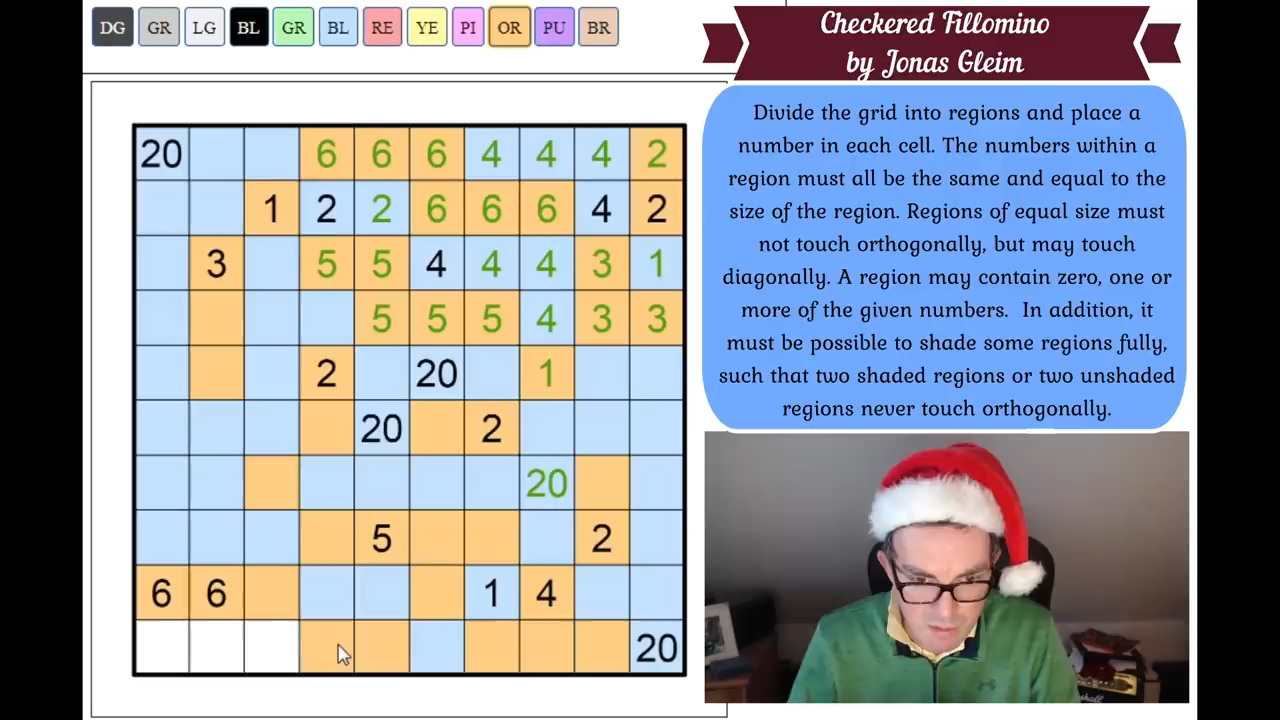 DG GR LG BL GR BL RE YE PI OR PU BR
Checkered Fillomino
by Jonas Gleim
Divide the grid into regions and place a
number in each cell. The numbers within a
region must all be the same and equal to the
size of the region. Regions of equal size must
not touch orthogonally, but may touch
diagonally. A region may contain zero, one or
more of the given numbers. In addition, it
must be possible to shade some regions fully,
such that two shaded regions or two unshaded
regions never touch orthogonally.
20 6 6 6 4 4 4 2
1 2 2 6 6 6 4 2
3 5 5 4 4 4 3 1
5 5 5 4 3 3
2 20 1
20 2
20
5 2
6 6 1 4
20